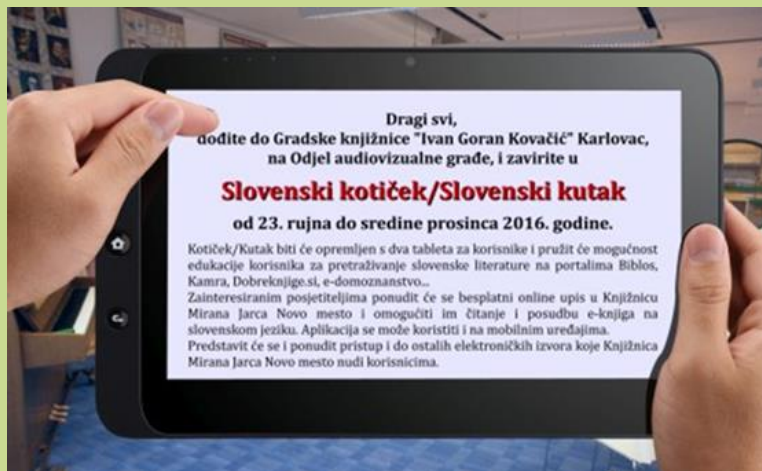 Dragi svi,
dođite do Gradske knjižnice "Ivan Goran Kovačić" Karlovac,
na Odjel audiovizualne građe, i zavirite u
Slovenski kotiček/Slovenski kutak
od 23. rujna do sredine prosinca 2016. godine.
Kotiček/Kutak biti će opremljen s dva tableta za korisnike i pružit će mogućnost
edukacije korisnika za pretraživanje slovenske literature na portalima Biblos,
Kamra, Dobreknjige.si, e-domoznanstvo...
Zainteresiranim posjetiteljima ponudit će se besplatni online upis u Knjižnicu
Mirana Jarca Novo mesto i omogućiti im čitanje i posudbu e-knjiga na
slovenskom jeziku. Aplikacija se može koristiti i na mobilnim uređajima.
Predstavit će se i ponudit pristup i do ostalih elektroničkih izvora koje Knjižnica
Mirana Jarca Novo mesto nudi korisnicima.